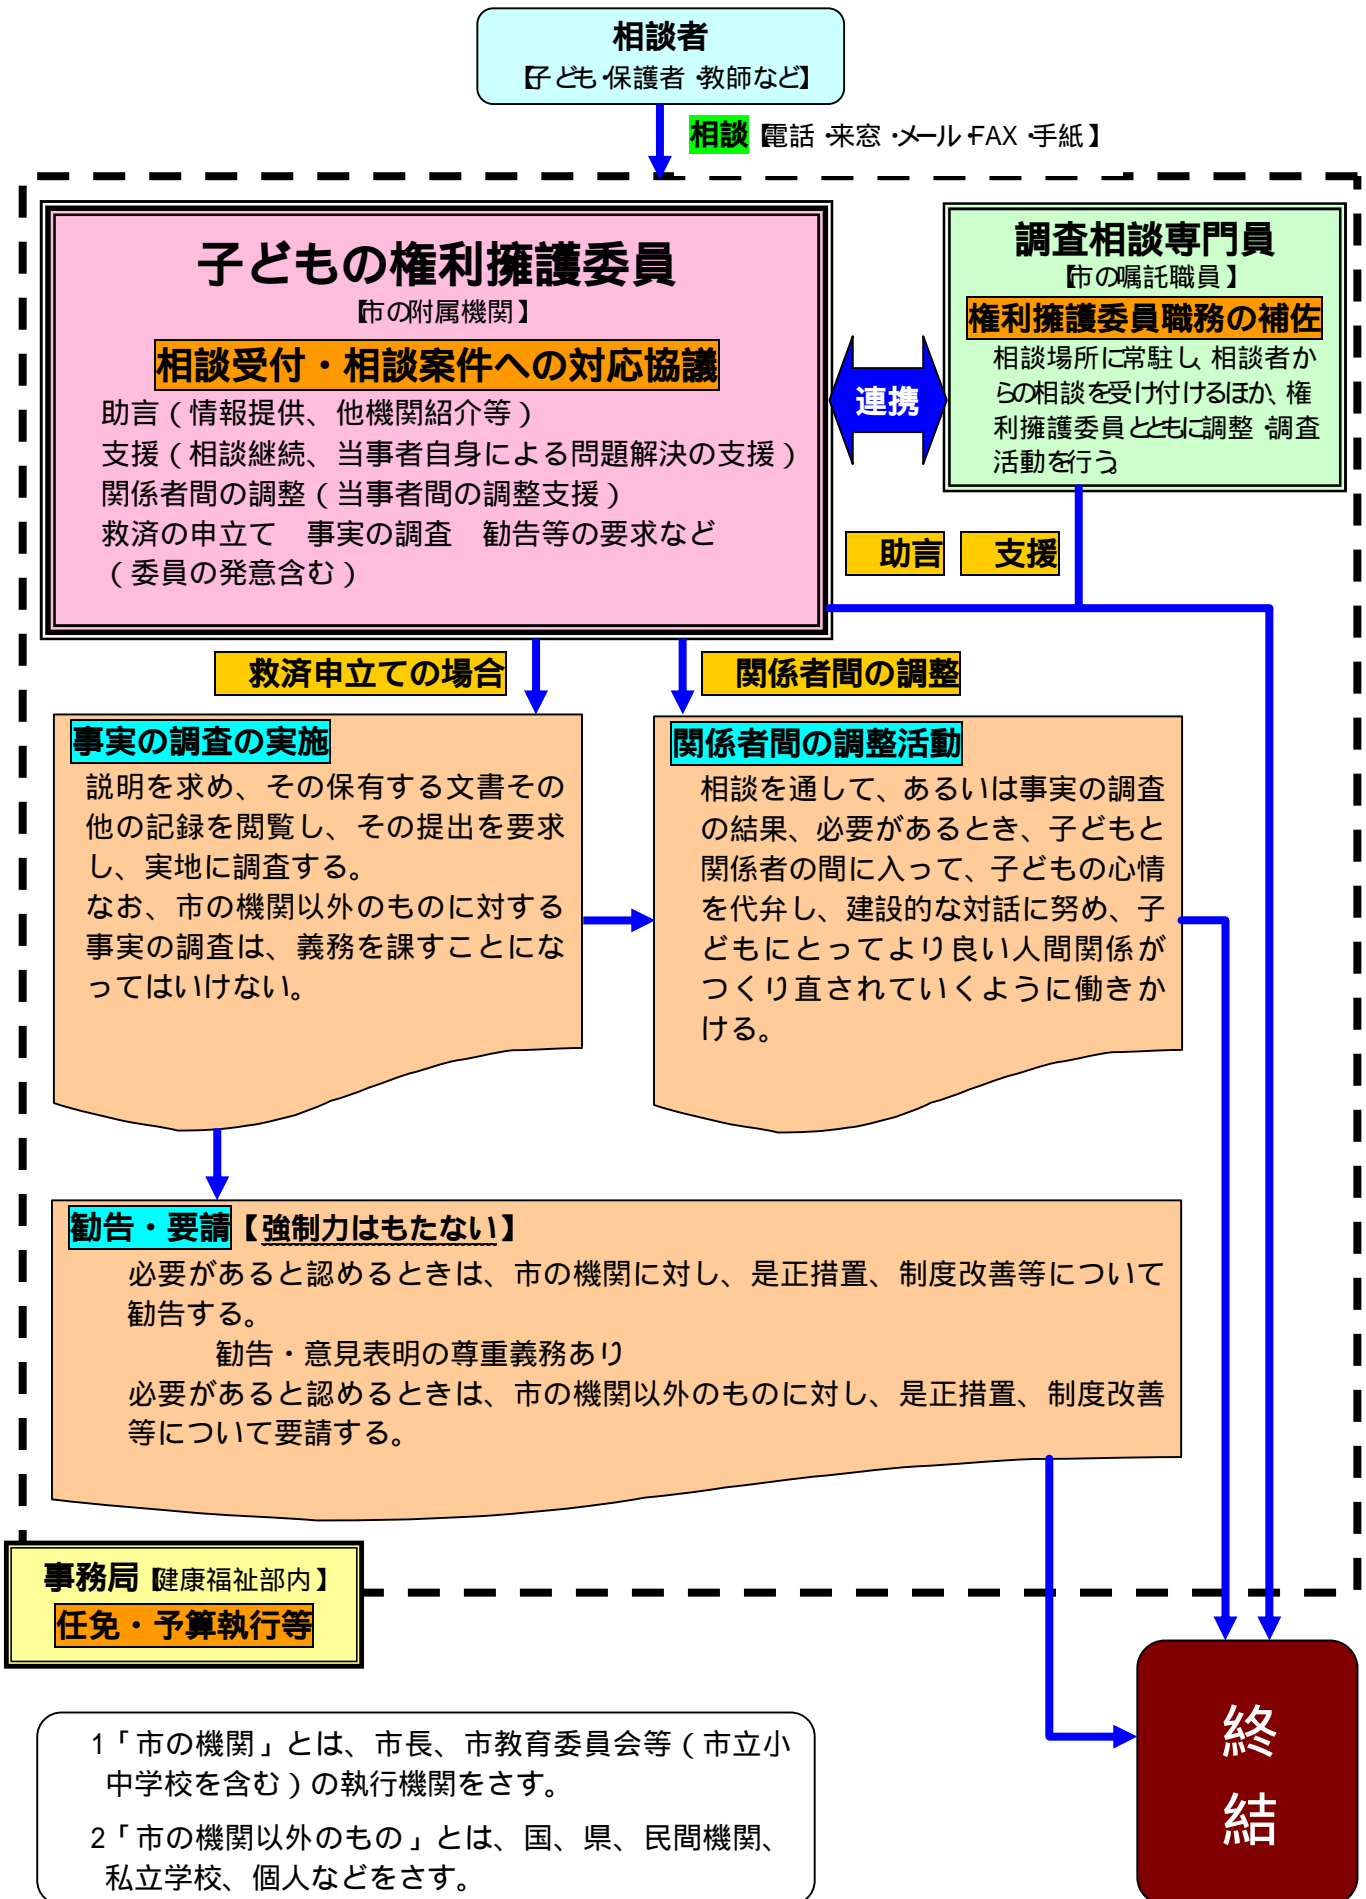 相談者
【子ども・保護者・教師など】
相談【電話・来窓・メール・FAX・手紙】
子どもの権利擁護委員
【市の附属機関】
相談受付・相談案件への対応協議
助言（情報提供、他機関紹介等）
支援（相談継続、当事者自身による問題解決の支援）
関係者間の調整（当事者間の調整支援）
救済の申立て　事実の調査　勧告等の要求など
（委員の発意含む）
連携
調査相談専門員
【市の嘱託職員】
権利擁護委員職務の補佐
相談場所に常駐し、相談者か
らの相談を受け付けるほか、権
利擁護委員とともに調整・調査
活動を行う。
助言　支援
救済申立ての場合
関係者間の調整
事実の調査の実施
説明を求め、その保有する文書その
他の記録を閲覧し、その提出を要求
し、実地に調査する。
なお、市の機関以外のものに対する
事実の調査は、義務を課すことにな
ってはいけない。
関係者間の調整活動
相談を通して、あるいは事実の調査
の結果、必要があるとき、子どもと
関係者の間に入って、子どもの心情
を代弁し、建設的な対話に努め、子
どもにとってより良い人間関係が
つくり直されていくように働きか
ける。
勧告・要請【強制力はもたない】
必要があると認めるときは、市の機関に対し、是正措置、制度改善等について
勧告する。
勧告・意見表明の尊重義務あり
必要があると認めるときは、市の機関以外のものに対し、是正措置、制度改善
等について要請する。
事務局【健康福祉部内】
任免・予算執行等
1「市の機関」とは、市長、市教育委員会等（市立小
中学校を含む）の執行機関をさす。
2「市の機関以外のもの」とは、国、県、民間機関、
私立学校、個人などをさす。
終
結